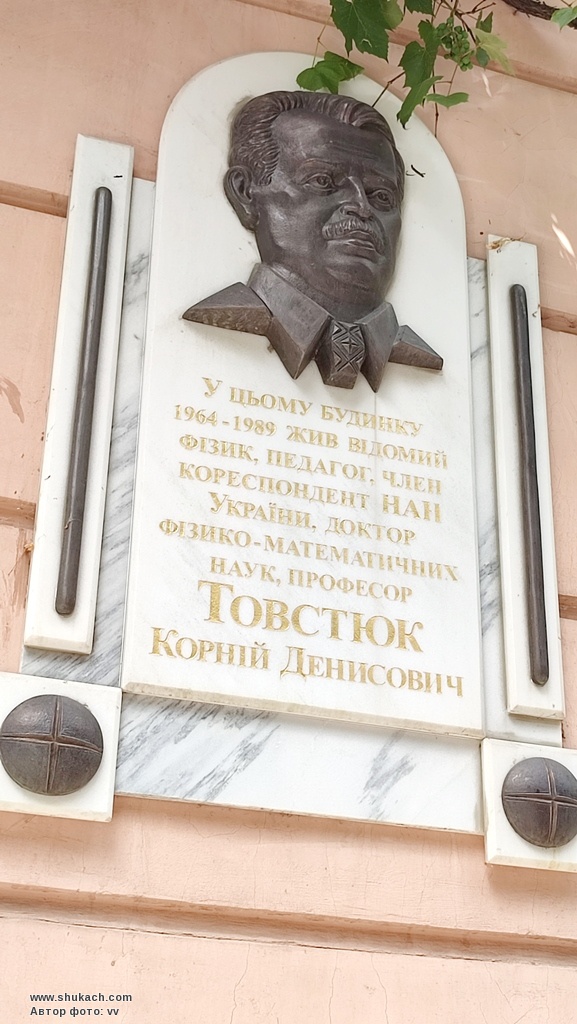 У ЦЬОМУ БУДИНКУ
1964-1989 ЖИВ ВІДОМИЙ
ФІЗИК, ПЕДАГОГ, ЧЛЕН
КОРЕСПОНДЕНТ НАН
УКРАЇНИ, ДОКТОР
ФІЗИКО-МАТЕМАТИЧНИХ
НАУК, ПРОФЕСОР
ТОВСТЮК
КОРНІЙ ДЕНИСОВИЧ
www.shukach.com
Автор фото: vv